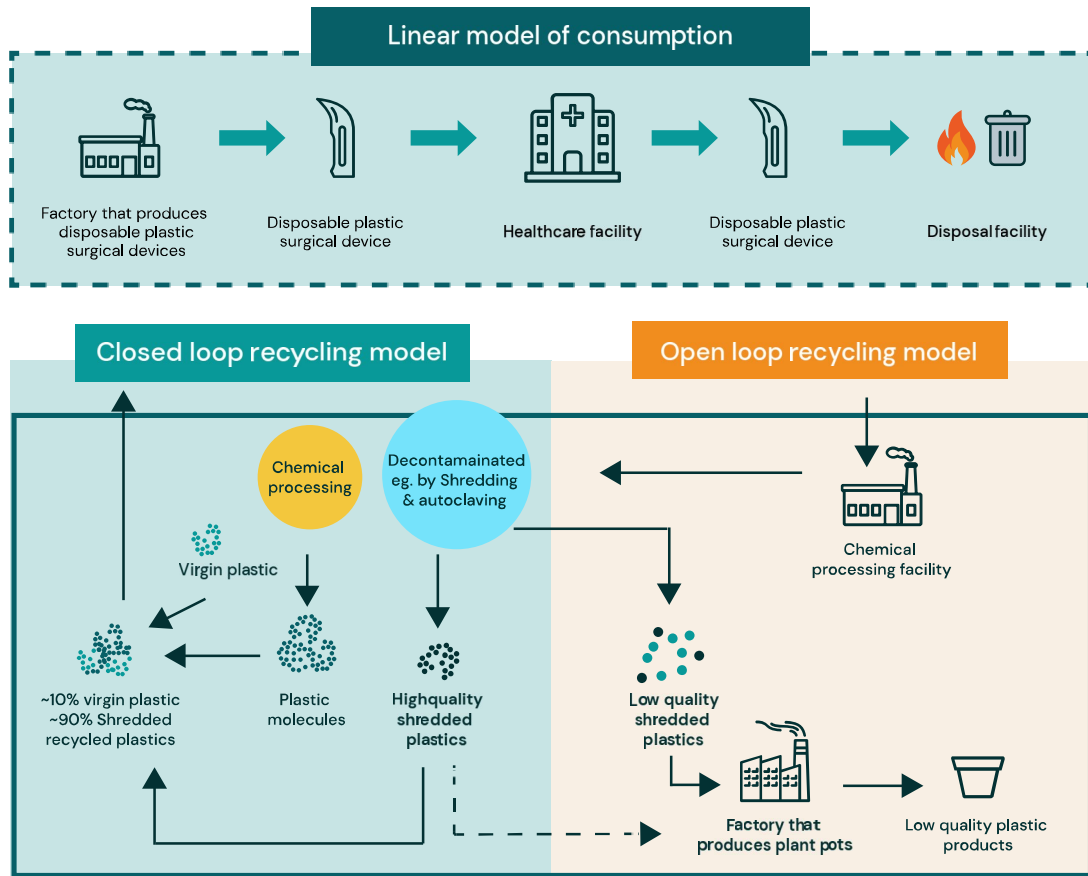 Linear model of consumption
Factory that produces
disposable plastic
surgical devices
Disposable plastic
surgical device
Healthcare facility
Disposable plastic
surgical device
Disposal facility
Closed loop recycling model
Open loop recycling model
Chemical
processing
Decontamainated
eg. by Shredding
& autoclaving
Chemical
processing facility
Virgin plastic
~10% virgin plastic
~90% Shredded
recycled plastics
Plastic
molecules
Highquality
shredded
plastics
Low quality
shredded
plastics
Factory that
produces plant pots
Low quality plastic
products